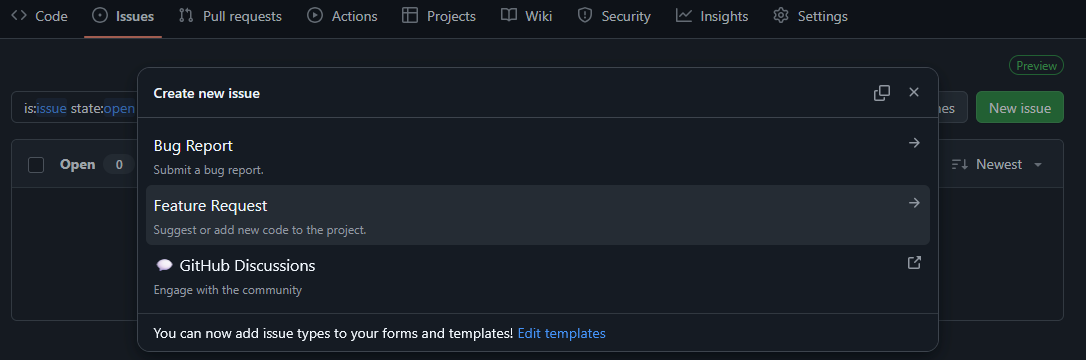 Code Issues Pull requests Actions Projects Wiki Security Insights Settings
Preview
is:issue state:open
New issue
Open 0
Newest
Create new issue
Bug Report
Submit a bug report.
Feature Request
Suggest or add new code to the project.
GitHub Discussions
Engage with the community
You can now add issue types to your forms and templates! Edit templates